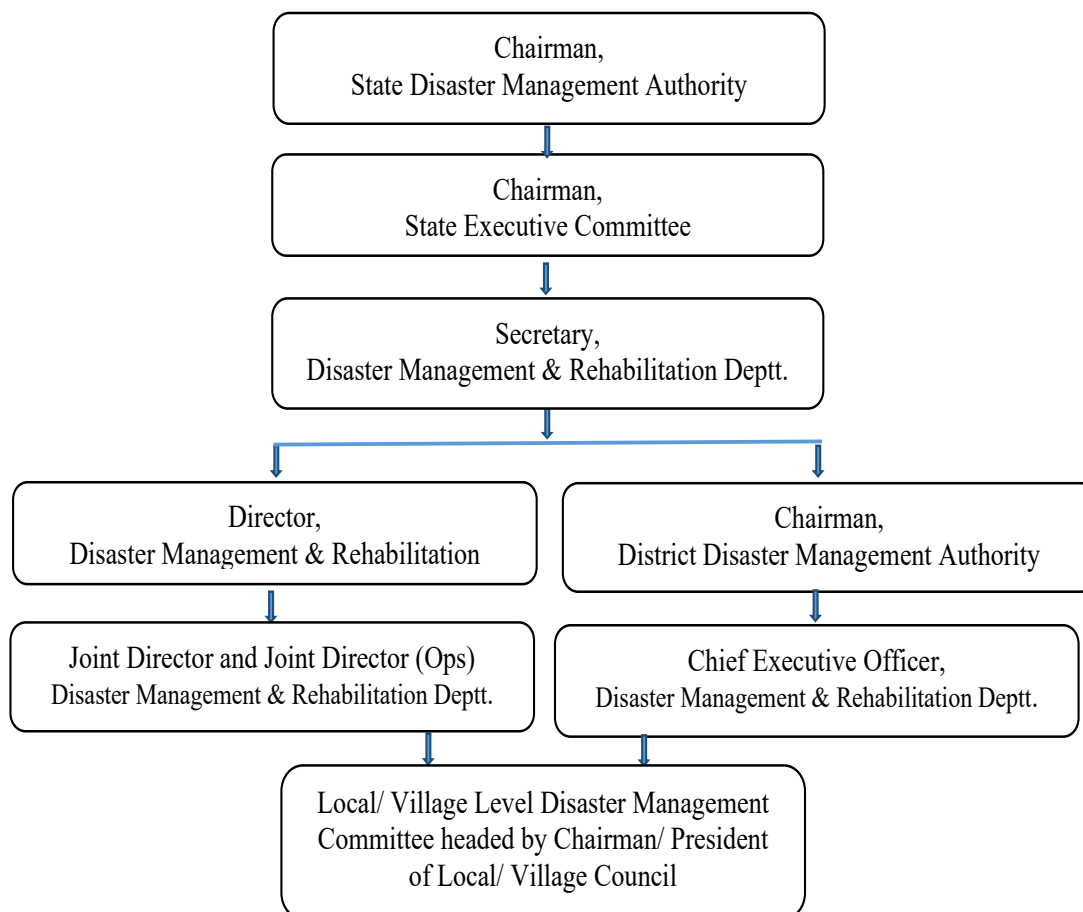 Chairman,
State Disaster Management Authority
Chairman,
State Executive Committee
Secretary,
Disaster Management & Rehabilitation Deptt.
Director,
Disaster Management & Rehabilitation
Chairman,
District Disaster Management Authority
Joint Director and Joint Director (Ops)
Disaster Management & Rehabilitation Deptt.
Chief Executive Officer,
Disaster Management & Rehabilitation Deptt.
Local/ Village Level Disaster Management
Committee headed by Chairman/ President
of Local/ Village Council